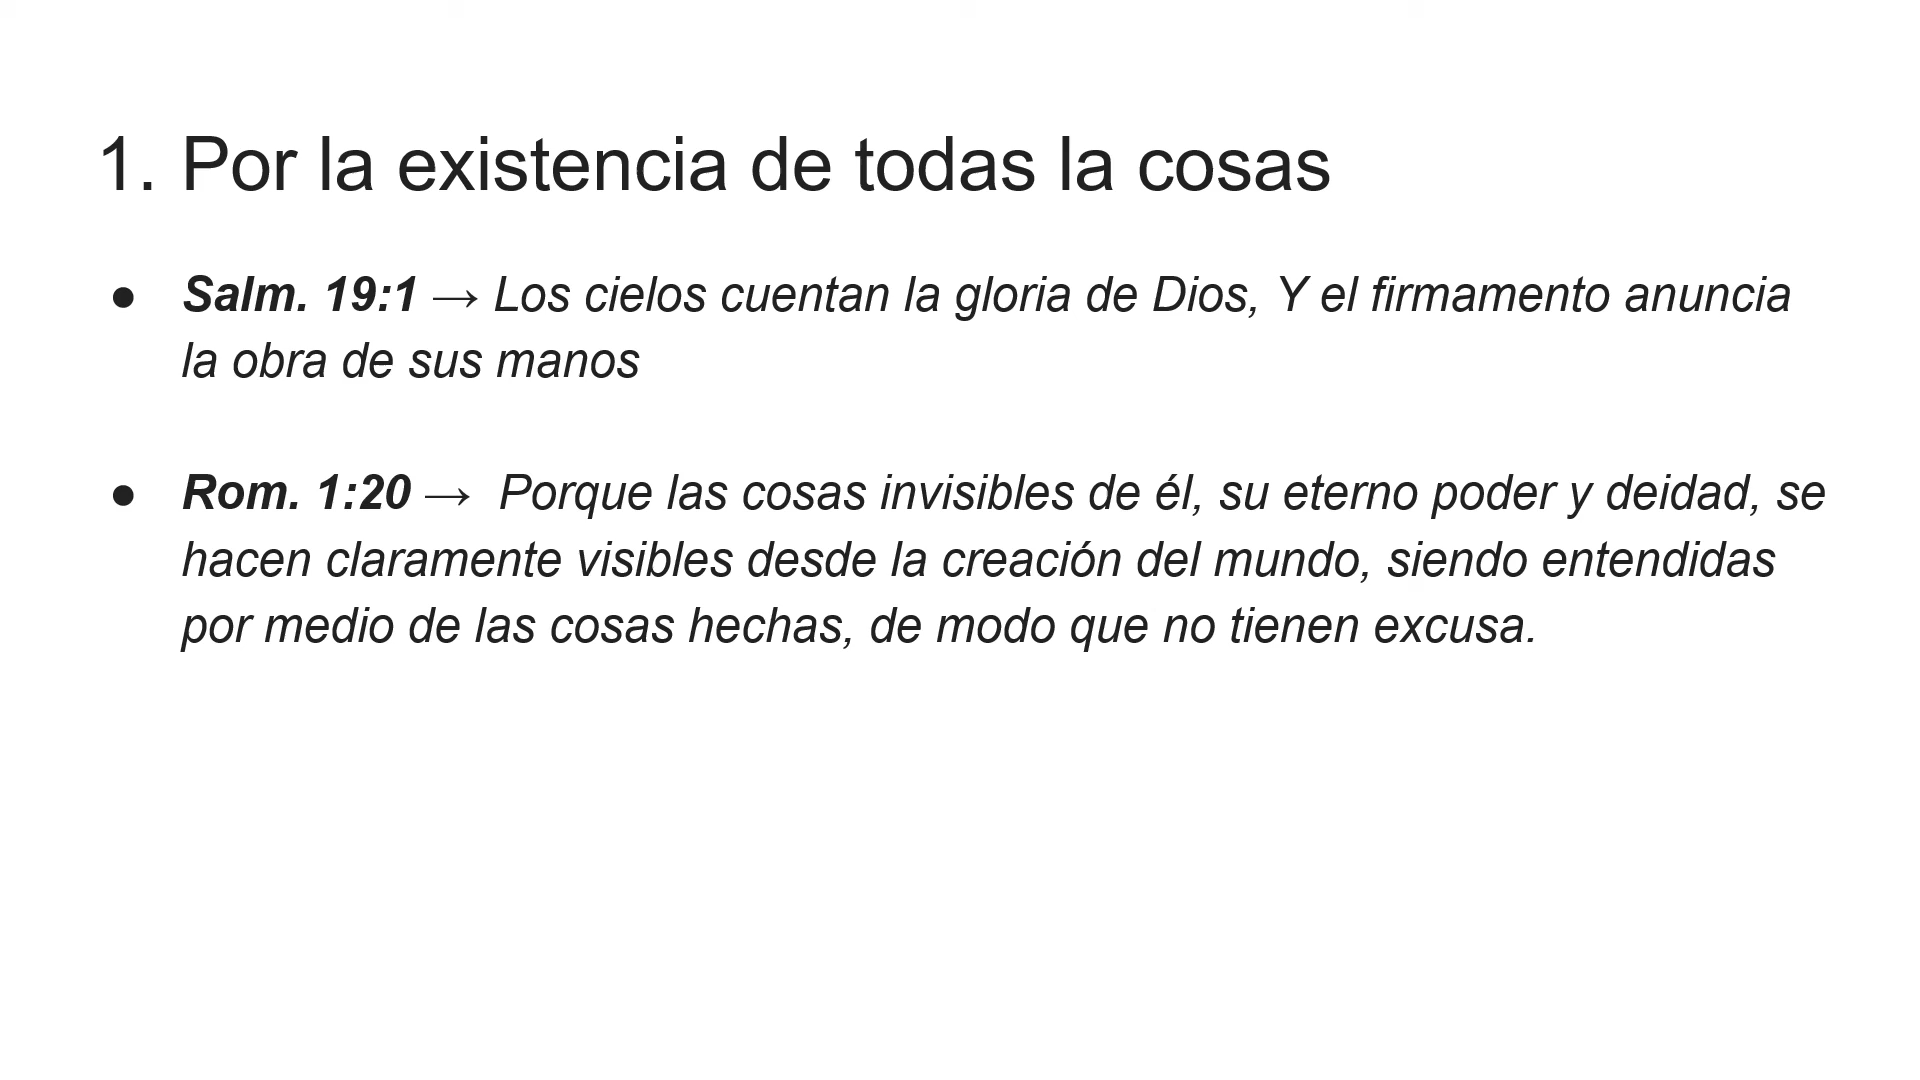 1. Por la existencia de todas la cosas
● Salm. 19:1 → Los cielos cuentan la gloria de Dios, Y el firmamento anuncia
la obra de sus manos
● Rom. 1:20 → Porque las cosas invisibles de él, su eterno poder y deidad, se
hacen claramente visibles desde la creación del mundo, siendo entendidas
por medio de las cosas hechas, de modo que no tienen excusa.